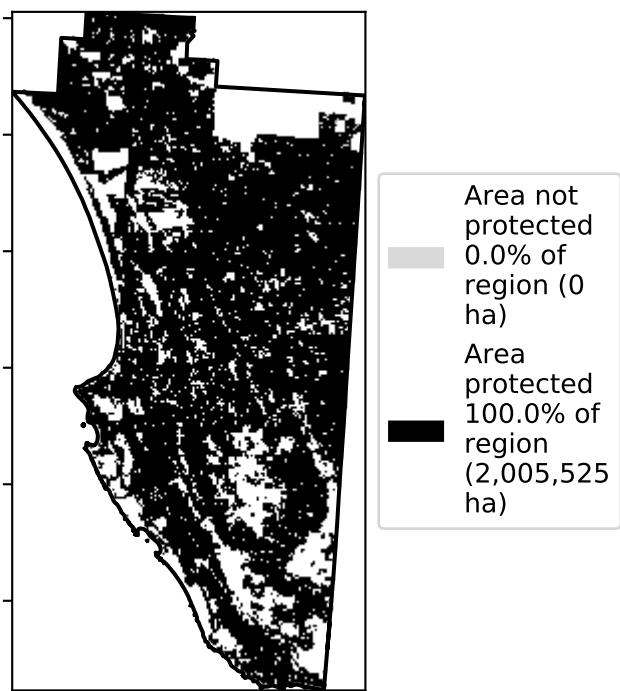 Area not
protected
0.0% of
region (0
ha)
Area
protected
100.0% of
region
(2,005,525
ha)